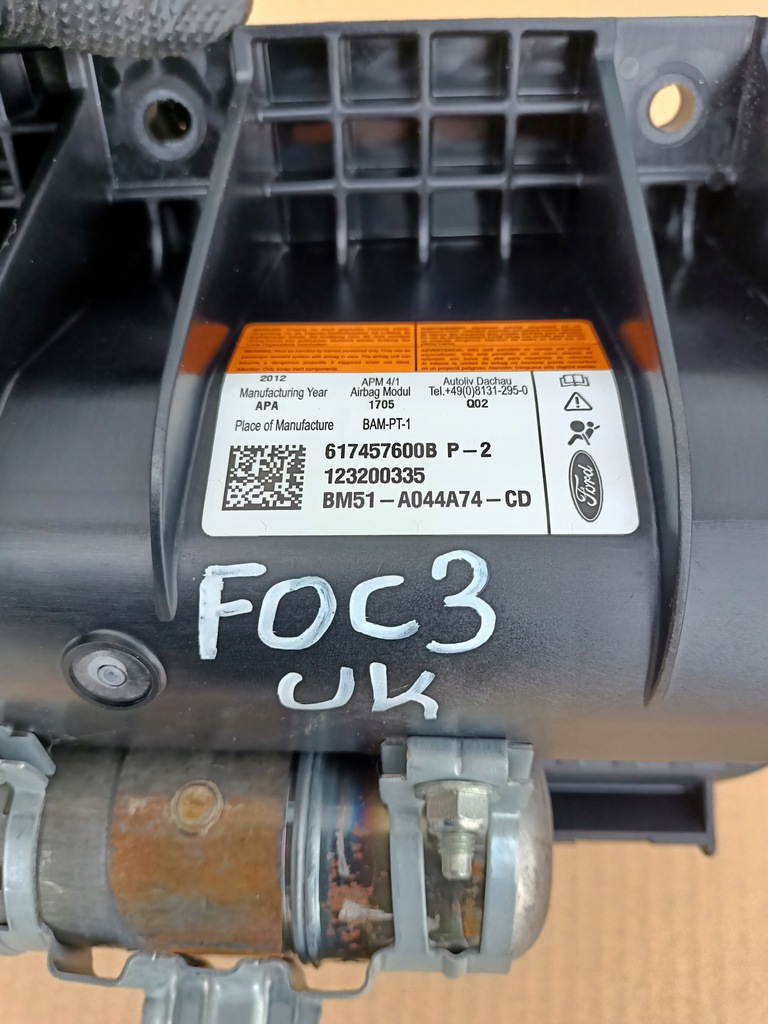 2012
Manufacturing Year
APA
APM 4/1
Airbag Modul
1705
Autoliv Dachau
Tel.+49(0)8131-295-0
Q02
Place of Manufacture BAM-PT-1
617457600B P-2
123200335
BM51-A044A74-CD
Ford
FOC3
UK